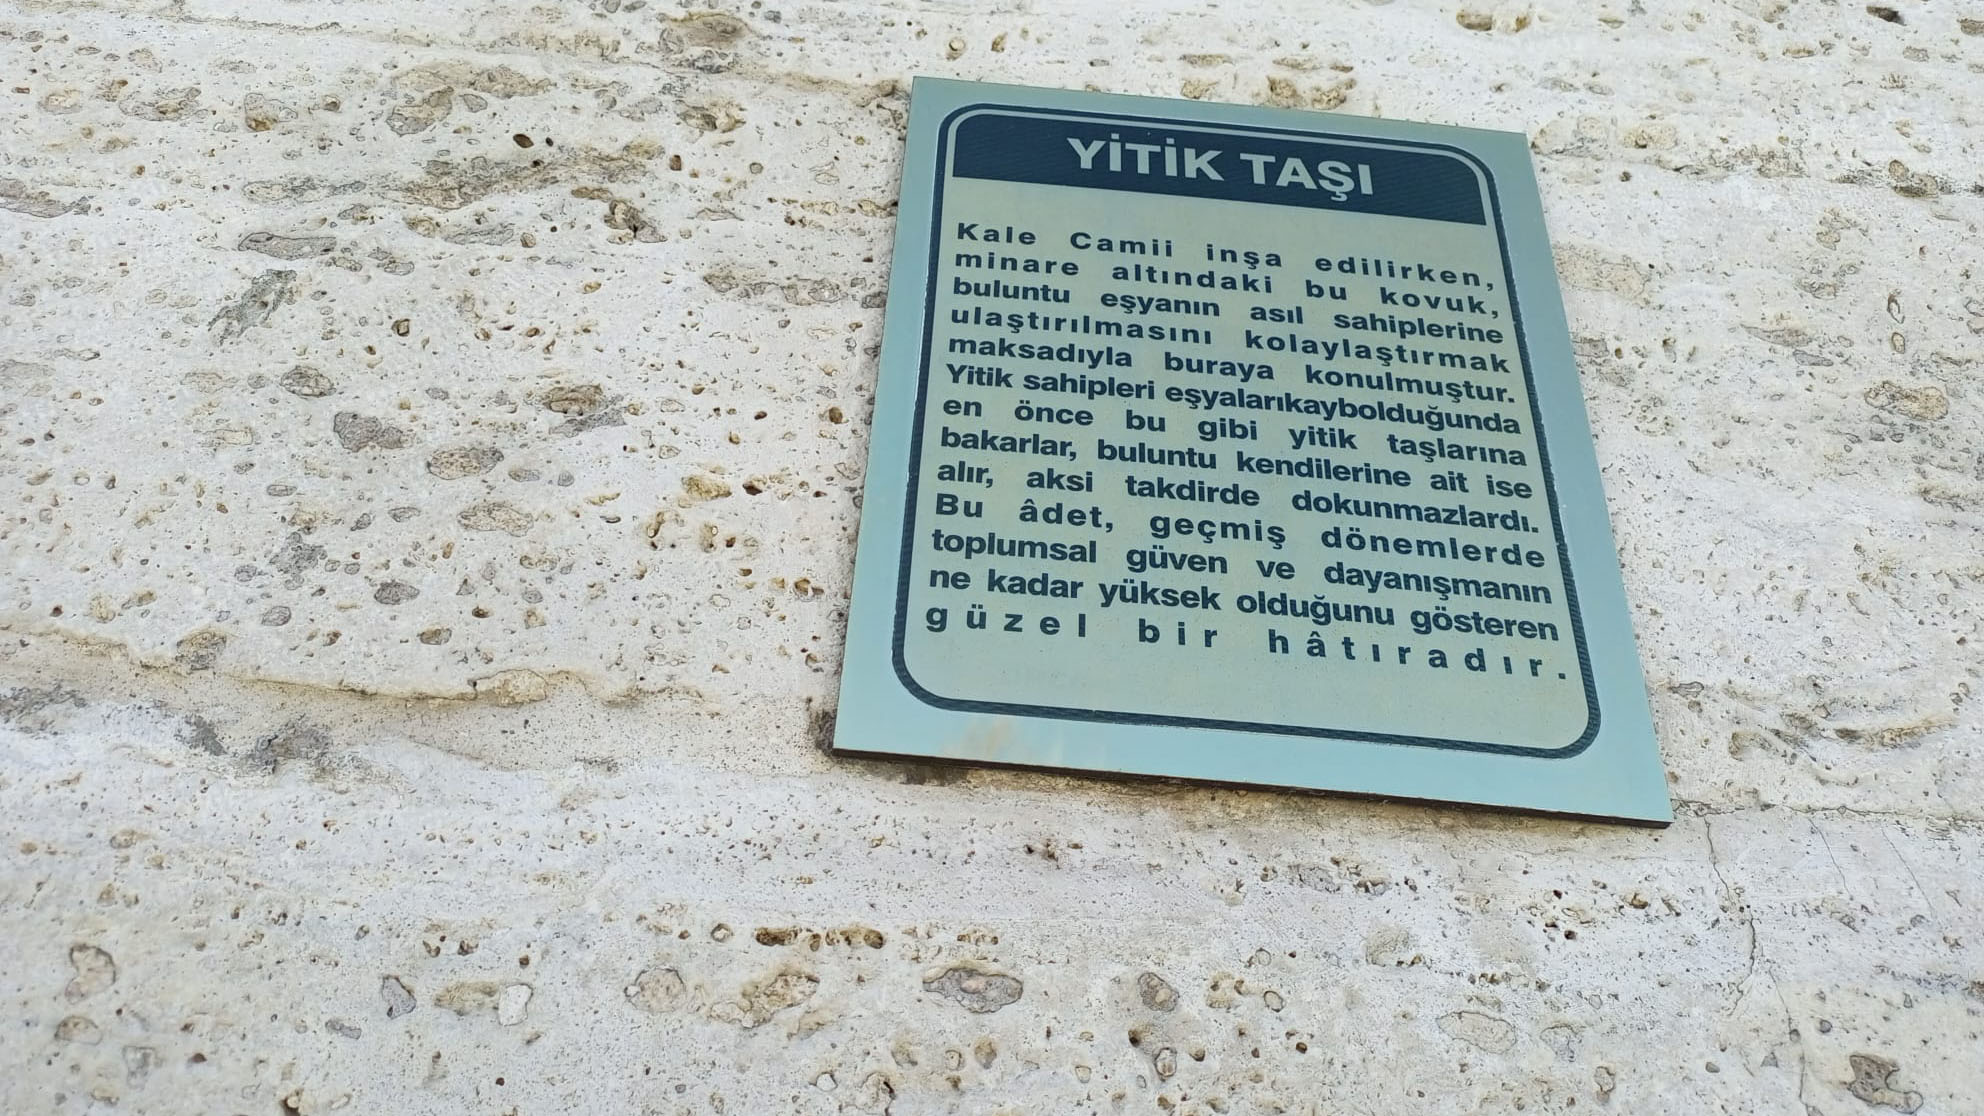 YİTİK TAŞI
Kale Camii inşa edilirken,
minare altındaki bu kovuk,
buluntu eşyanın asıl sahiplerine
ulaştırılmasını kolaylaştırmak
maksadıyla buraya konulmuştur.
Yitik sahipleri eşyalarıkaybolduğunda
en önce bu gibi yitik taşlarına
bakarlar, buluntu kendilerine ait ise
alır, aksi takdirde dokunmazlardı.
Bu âdet, geçmiş dönemlerde
toplumsal güven ve dayanışmanın
ne kadar yüksek olduğunu gösteren
güzel bir hâtıradır.